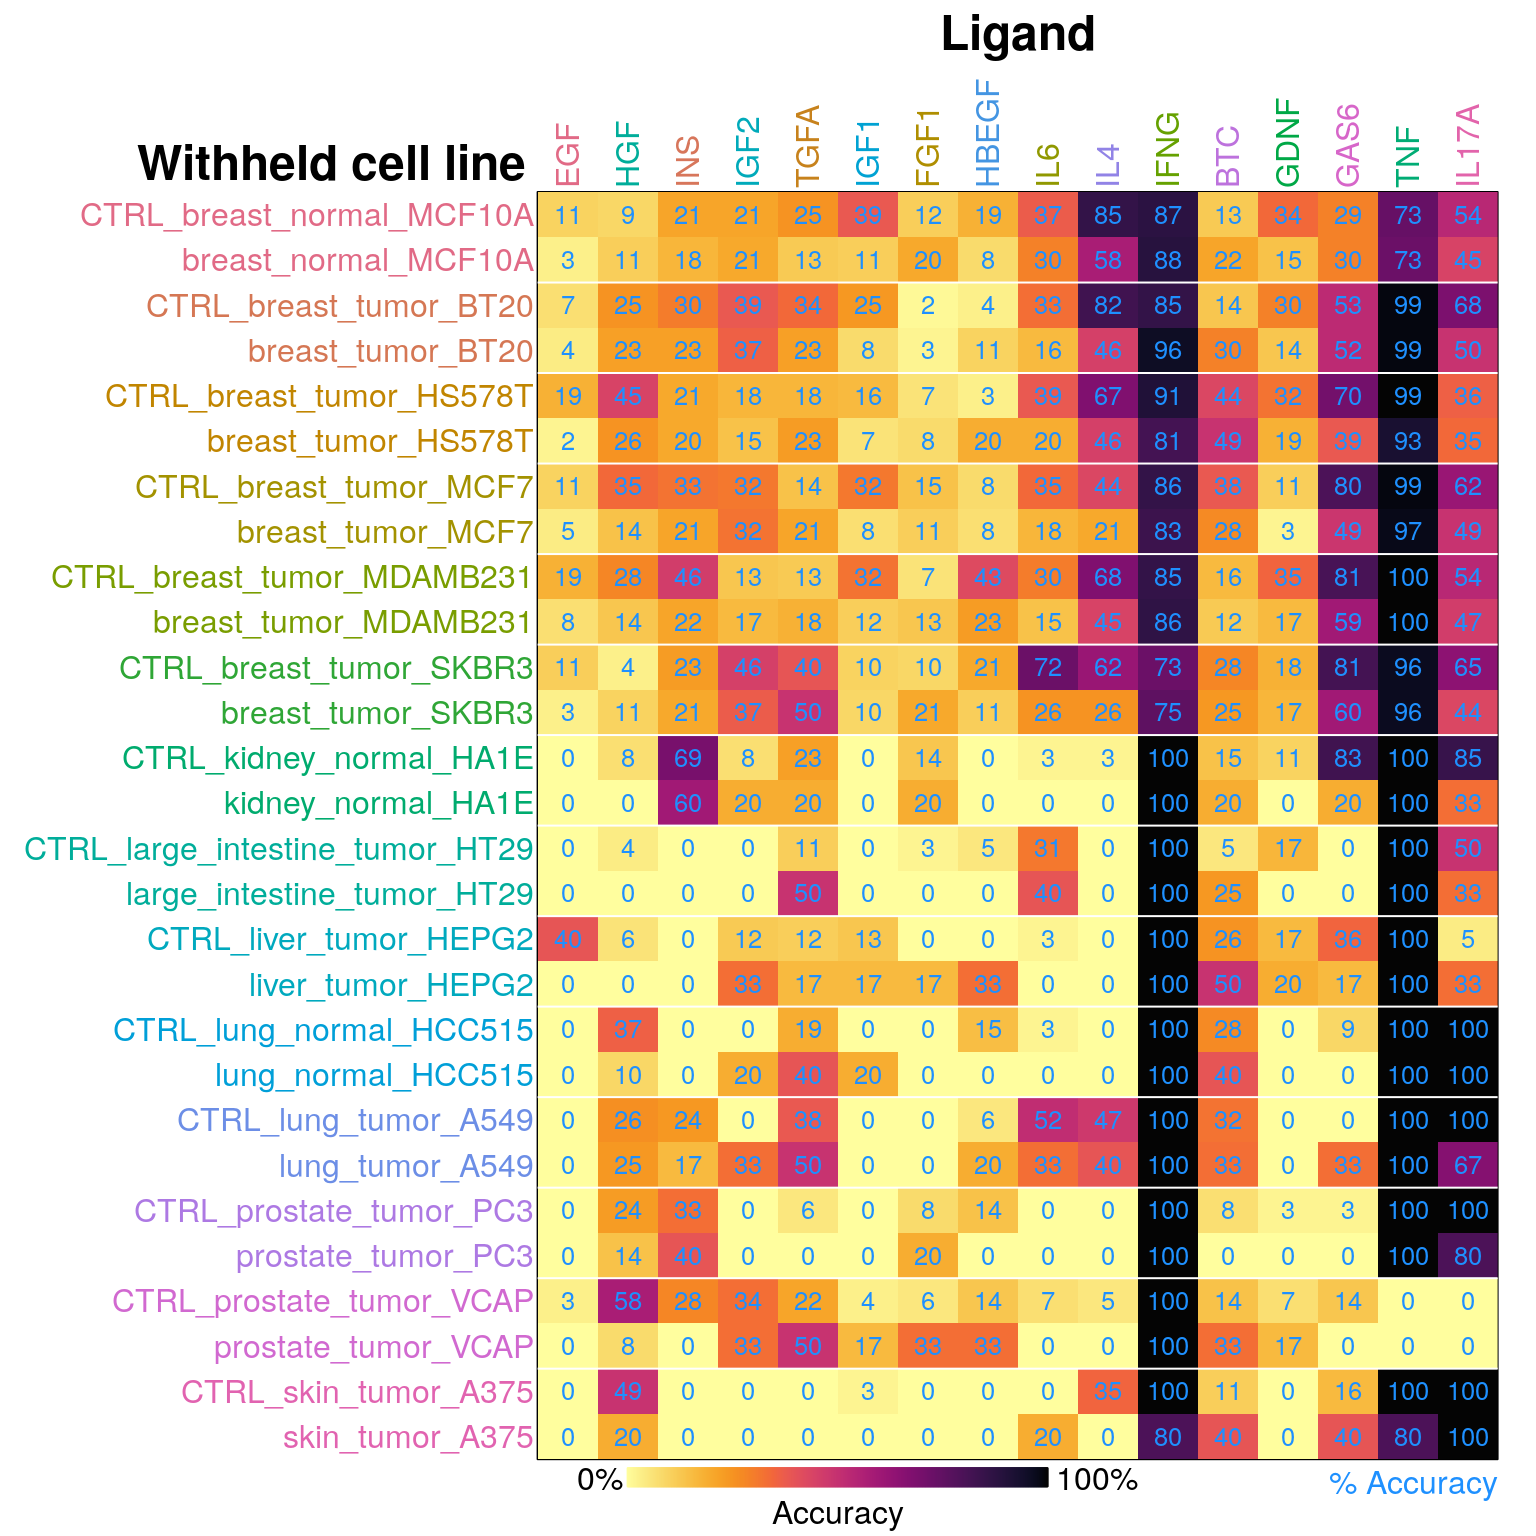 Ligand
Withheld cell line
EGF HGF INS IGF2 TGFA IGF1 FGF1 HBEGF IL6 IL4 IFNG BTC GDNF GAS6 TNF IL17A
CTRL_breast_normal_MCF10A 11 9 21 21 25 39 12 19 37 85 87 13 34 29 73 54
breast_normal_MCF10A 3 11 18 21 13 11 20 8 30 58 88 22 15 30 73 45
CTRL_breast_tumor_BT20 7 25 30 39 34 25 2 4 33 82 85 14 30 53 99 68
breast_tumor_BT20 4 23 23 37 23 8 3 11 16 46 96 30 14 52 99 50
CTRL_breast_tumor_HS578T 19 45 21 18 18 16 7 3 39 67 91 44 32 70 99 36
breast_tumor_HS578T 2 26 20 15 23 7 8 20 20 46 81 49 19 39 93 35
CTRL_breast_tumor_MCF7 11 35 33 32 14 32 15 8 35 44 86 38 11 80 99 62
breast_tumor_MCF7 5 14 21 32 21 8 11 8 18 21 83 28 3 49 97 49
CTRL_breast_tumor_MDAMB231 19 28 46 13 13 32 7 43 30 68 85 16 35 81 100 54
breast_tumor_MDAMB231 8 14 22 17 18 12 13 23 15 45 86 12 17 59 100 47
CTRL_breast_tumor_SKBR3 11 4 23 46 40 10 10 21 72 62 73 28 18 81 96 65
breast_tumor_SKBR3 3 11 21 37 50 10 21 11 26 26 75 25 17 60 96 44
CTRL_kidney_normal_HA1E 0 8 69 8 23 0 14 0 3 3 100 15 11 83 100 85
kidney_normal_HA1E 0 0 60 20 20 0 20 0 0 0 100 20 0 20 100 33
CTRL_large_intestine_tumor_HT29 0 4 0 0 11 0 3 5 31 0 100 5 17 0 100 50
large_intestine_tumor_HT29 0 0 0 0 50 0 0 0 40 0 100 25 0 0 100 33
CTRL_liver_tumor_HEPG2 40 6 0 12 12 13 0 0 3 0 100 26 17 36 100 5
liver_tumor_HEPG2 0 0 0 33 17 17 17 33 0 0 100 50 20 17 100 33
CTRL_lung_normal_HCC515 0 37 0 0 19 0 0 15 3 0 100 28 0 9 100 100
lung_normal_HCC515 0 10 0 20 40 20 0 0 0 0 100 40 0 0 100 100
CTRL_lung_tumor_A549 0 26 24 0 38 0 0 6 52 47 100 32 0 0 100 100
lung_tumor_A549 0 25 17 33 50 0 0 20 33 40 100 33 0 33 100 67
CTRL_prostate_tumor_PC3 0 24 33 0 6 0 8 14 0 0 100 8 3 3 100 100
prostate_tumor_PC3 0 14 40 0 0 0 20 0 0 0 100 0 0 0 100 80
CTRL_prostate_tumor_VCAP 3 58 28 34 22 4 6 14 7 5 100 14 7 14 0 0
prostate_tumor_VCAP 0 8 0 33 50 17 33 33 0 0 100 33 17 0 0 0
CTRL_skin_tumor_A375 0 49 0 0 0 3 0 0 0 35 100 11 0 16 100 100
skin_tumor_A375 0 20 0 0 0 0 0 0 20 0 80 40 0 40 80 100
0% 100% % Accuracy
Accuracy